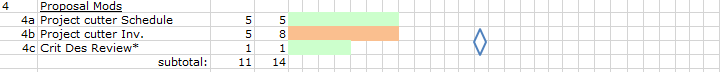 4 Proposal Mods
4a Project cutter Schedule 5 5
4b Project cutter Inv. 5 8
4c Crit Des Review* 1 1
subtotal: 11 14